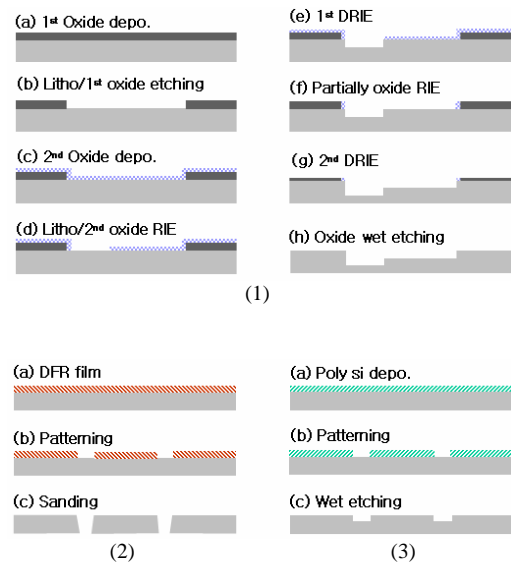 (a) 1st Oxide depo.
(b) Litho/1st oxide etching
(c) 2nd Oxide depo.
(d) Litho/2nd oxide RIE
(e) 1st DRIE
(f) Partially oxide RIE
(g) 2nd DRIE
(h) Oxide wet etching
(1)
(a) DFR film
(b) Patterning
(c) Sanding
(2)
(a) Poly si depo.
(b) Patterning
(c) Wet etching
(3)